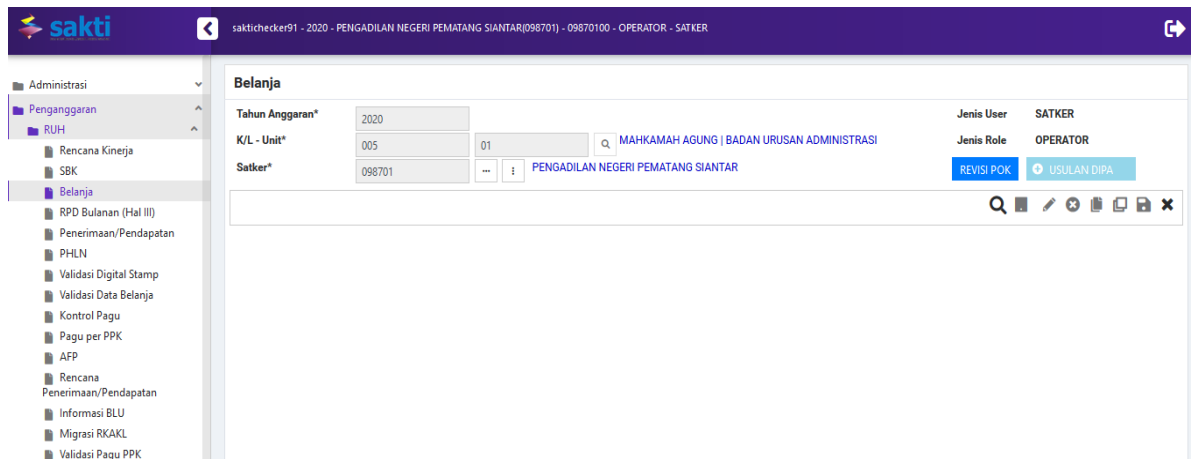 sakti
saktichecker91 - 2020 - PENGADILAN NEGERI PEMATANG SIANTAR(098701) - 09870100 - OPERATOR - SATKER
Administrasi
Penganggaran
RUH
Rencana Kinerja
SBK
Belanja
RPD Bulanan (Hal III)
Penerimaan/Pendapatan
PHLN
Validasi Digital Stamp
Validasi Data Belanja
Kontrol Pagu
Pagu per PPK
AFP
Rencana
Penerimaan/Pendapatan
Informasi BLU
Migrasi RKAKL
Validasi Pagu PPK
Belanja
Tahun Anggaran* 2020 Jenis User SATKER
K/L - Unit* 005 01 MAHKAMAH AGUNG | BADAN URUSAN ADMINISTRASI Jenis Role OPERATOR
Satker* 098701 PENGADILAN NEGERI PEMATANG SIANTAR REVISI POK USULAN DIPA